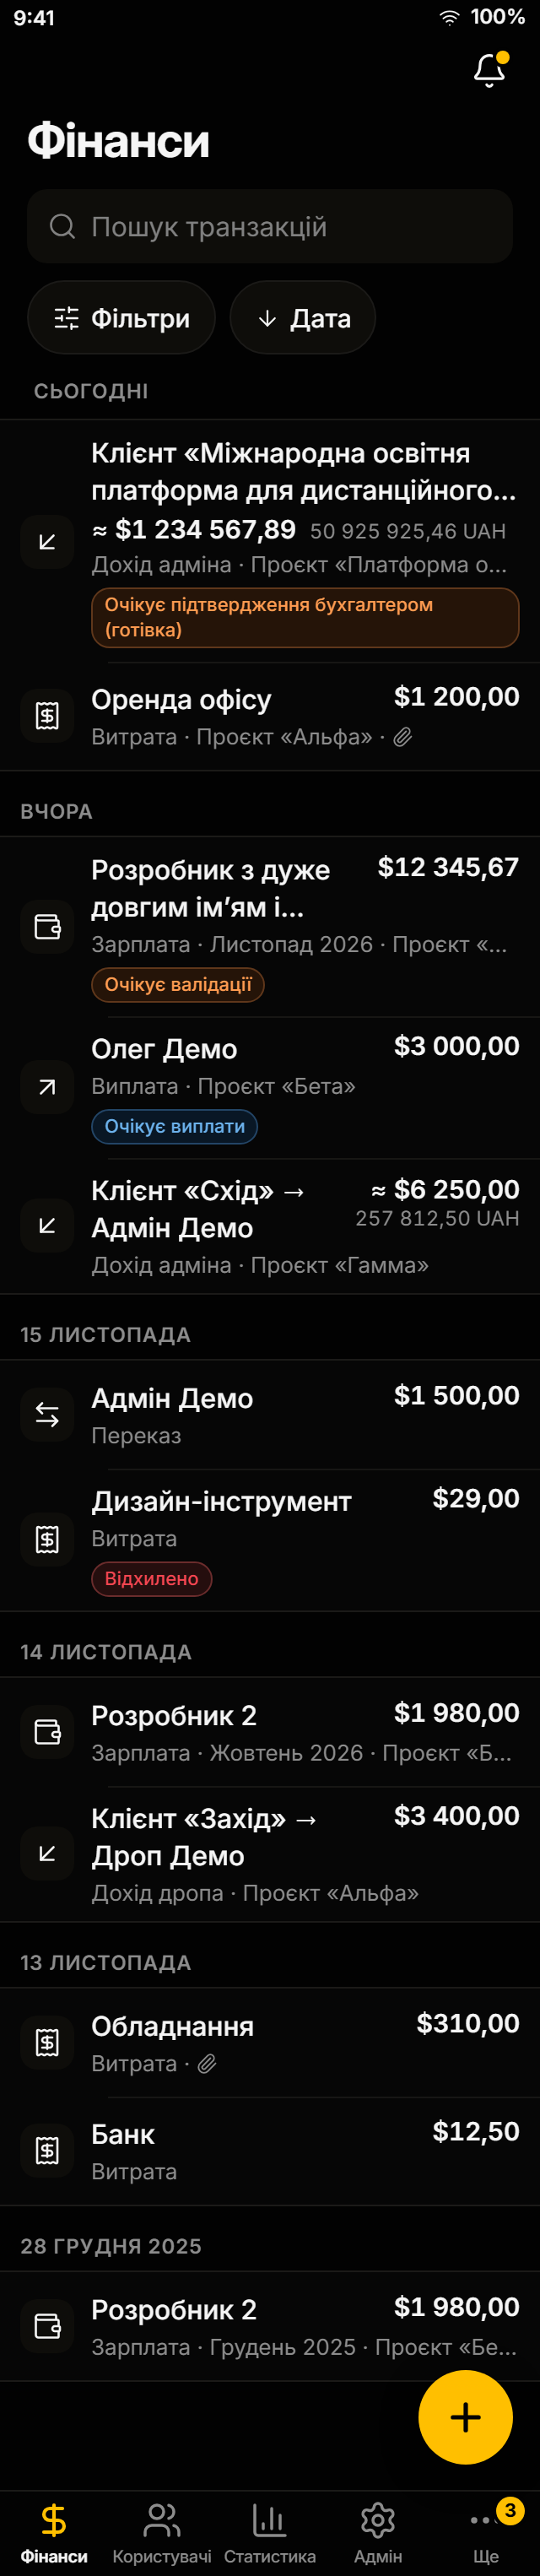 9:41
100%
Фінанси
Пошук транзакцій
Фільтри
Дата
СЬОГОДНІ
Клієнт «Міжнародна освітня
платформа для дистанційного…
≈ $1 234 567,89 50 925 925,46 UAH
Дохід адміна · Проєкт «Платформа о…
Очікує підтвердження бухгалтером
(готівка)
Оренда офісу $1 200,00
Витрата · Проєкт «Альфа» ·
ВЧОРА
Розробник з дуже $12 345,67
довгим ім’ям і…
Зарплата · Листопад 2026 · Проєкт «…
Очікує валідації
Олег Демо $3 000,00
Виплата · Проєкт «Бета»
Очікує виплати
Клієнт «Схід» → ≈ $6 250,00
Адмін Демо 257 812,50 UAH
Дохід адміна · Проєкт «Гамма»
15 ЛИСТОПАДА
Адмін Демо $1 500,00
Переказ
Дизайн-інструмент $29,00
Витрата
Відхилено
14 ЛИСТОПАДА
Розробник 2 $1 980,00
Зарплата · Жовтень 2026 · Проєкт «Б…
Клієнт «Захід» → $3 400,00
Дроп Демо
Дохід дропа · Проєкт «Альфа»
13 ЛИСТОПАДА
Обладнання $310,00
Витрата ·
Банк $12,50
Витрата
28 ГРУДНЯ 2025
Розробник 2 $1 980,00
Зарплата · Грудень 2025 · Проєкт «Бе…
3
Фінанси Користувачі Статистика Адмін Ще